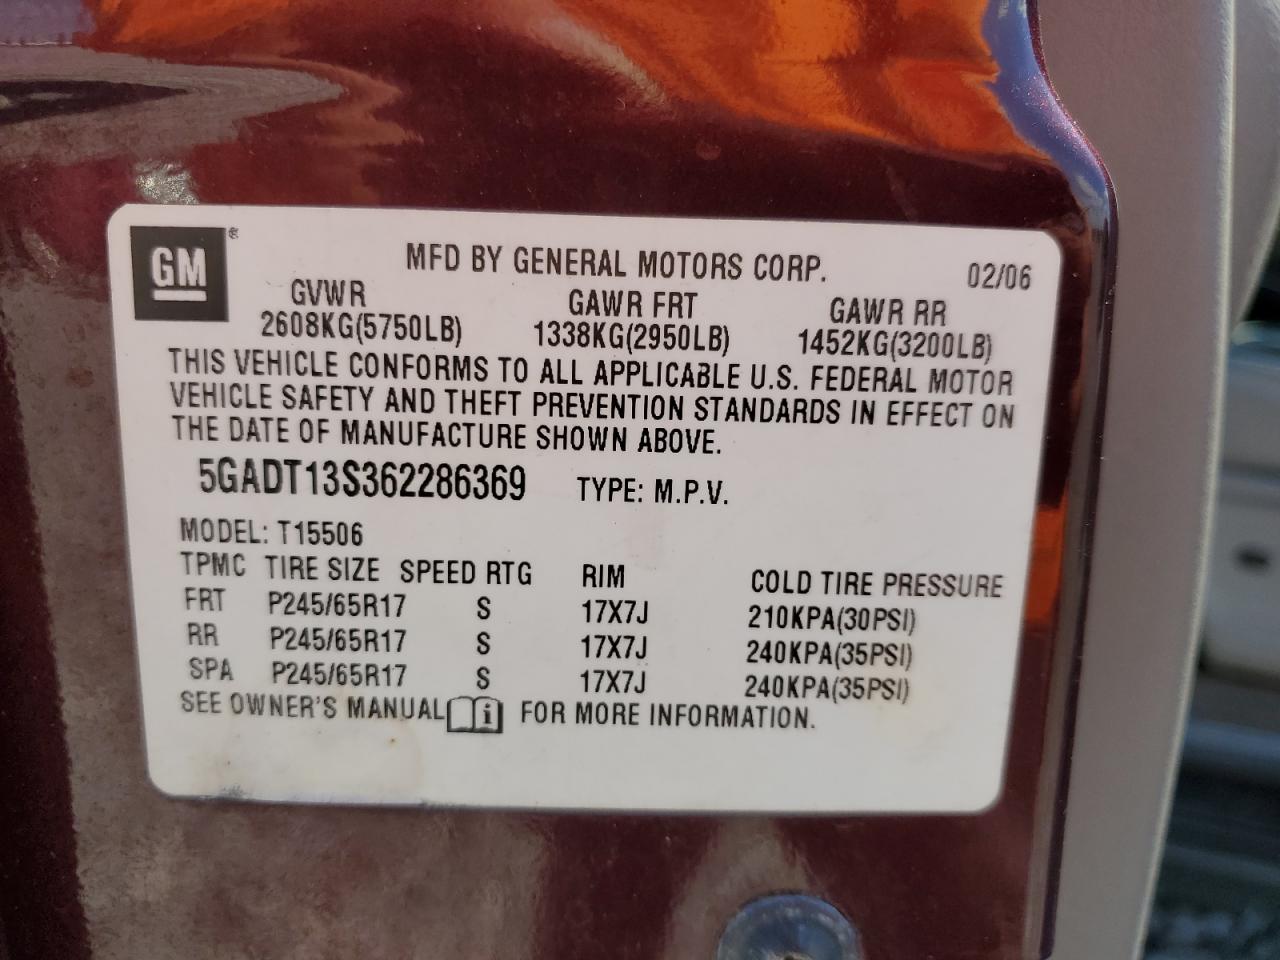 GM®
MFD BY GENERAL MOTORS CORP. 02/06
GVWR GAWR FRT GAWR RR
2608KG(5750LB) 1338KG(2950LB) 1452KG(3200LB)
THIS VEHICLE CONFORMS TO ALL APPLICABLE U.S. FEDERAL MOTOR
VEHICLE SAFETY AND THEFT PREVENTION STANDARDS IN EFFECT ON
THE DATE OF MANUFACTURE SHOWN ABOVE.
5GADT13S362286369 TYPE: M.P.V.
MODEL: T15506
TPMC TIRE SIZE SPEED RTG RIM COLD TIRE PRESSURE
FRT P245/65R17 S 17X7J 210KPA(30PSI)
RR P245/65R17 S 17X7J 240KPA(35PSI)
SPA P245/65R17 S 17X7J 240KPA(35PSI)
SEE OWNER'S MANUAL i FOR MORE INFORMATION.